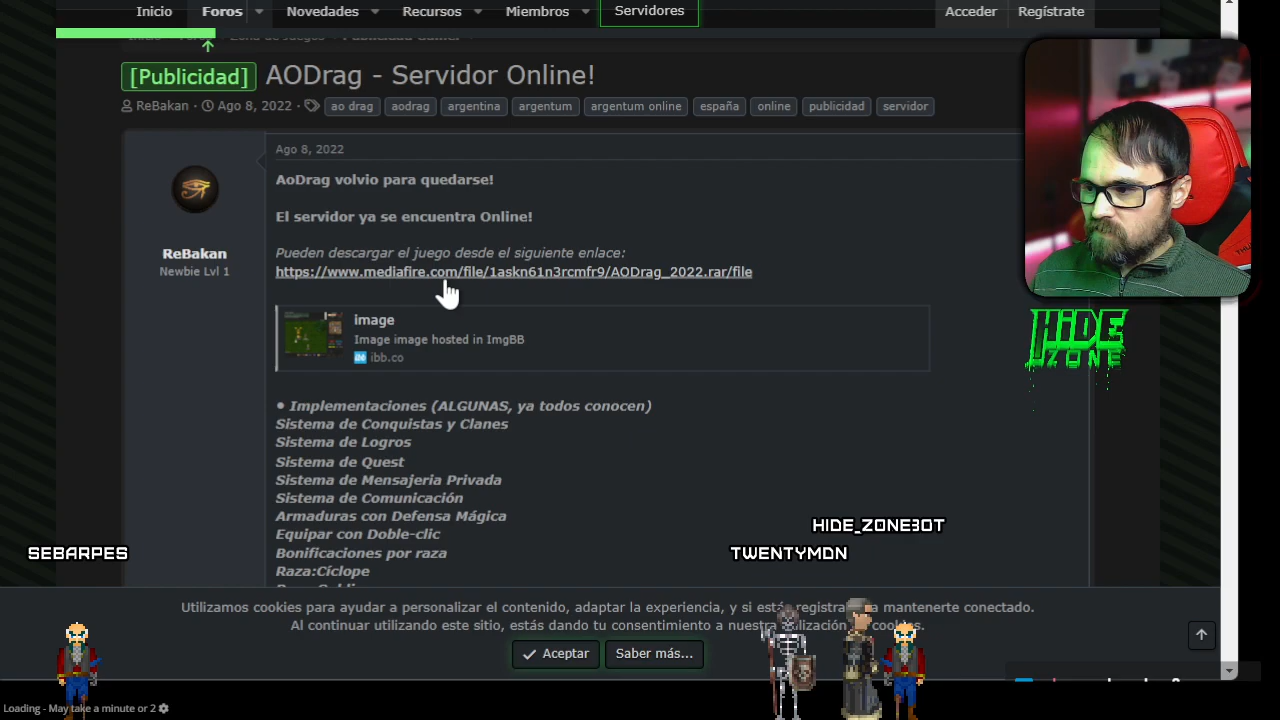 Inicio Foros Novedades Recursos Miembros Servidores Acceder Regístrate
[Publicidad] AODrag - Servidor Online!
ReBakan · Ago 8, 2022 · ao drag aodrag argentina argentum argentum online españa online publicidad servidor
Ago 8, 2022
AoDrag volvio para quedarse!
El servidor ya se encuentra Online!
ReBakan
Newbie Lvl 1
Pueden descargar el juego desde el siguiente enlace:
https://www.mediafire.com/file/1askn61n3rcmfr9/AODrag_2022.rar/file
image
Image image hosted in ImgBB
ibb.co
HiDE
ZONE
• Implementaciones (ALGUNAS, ya todos conocen)
Sistema de Conquistas y Clanes
Sistema de Logros
Sistema de Quest
Sistema de Mensajeria Privada
Sistema de Comunicación
Armaduras con Defensa Mágica
Equipar con Doble-clic
Bonificaciones por raza
Raza:Cíclope
HIDE_ZONEBOT
SEBARPES
TWENTYMDN
Utilizamos cookies para ayudar a personalizar el contenido, adaptar la experiencia, y si está registra a mantenerte conectado.
Al continuar utilizando este sitio, estás dando tu consentimiento a nuestra utilización de cookies.
Aceptar Saber más...
Loading - May take a minute or 2